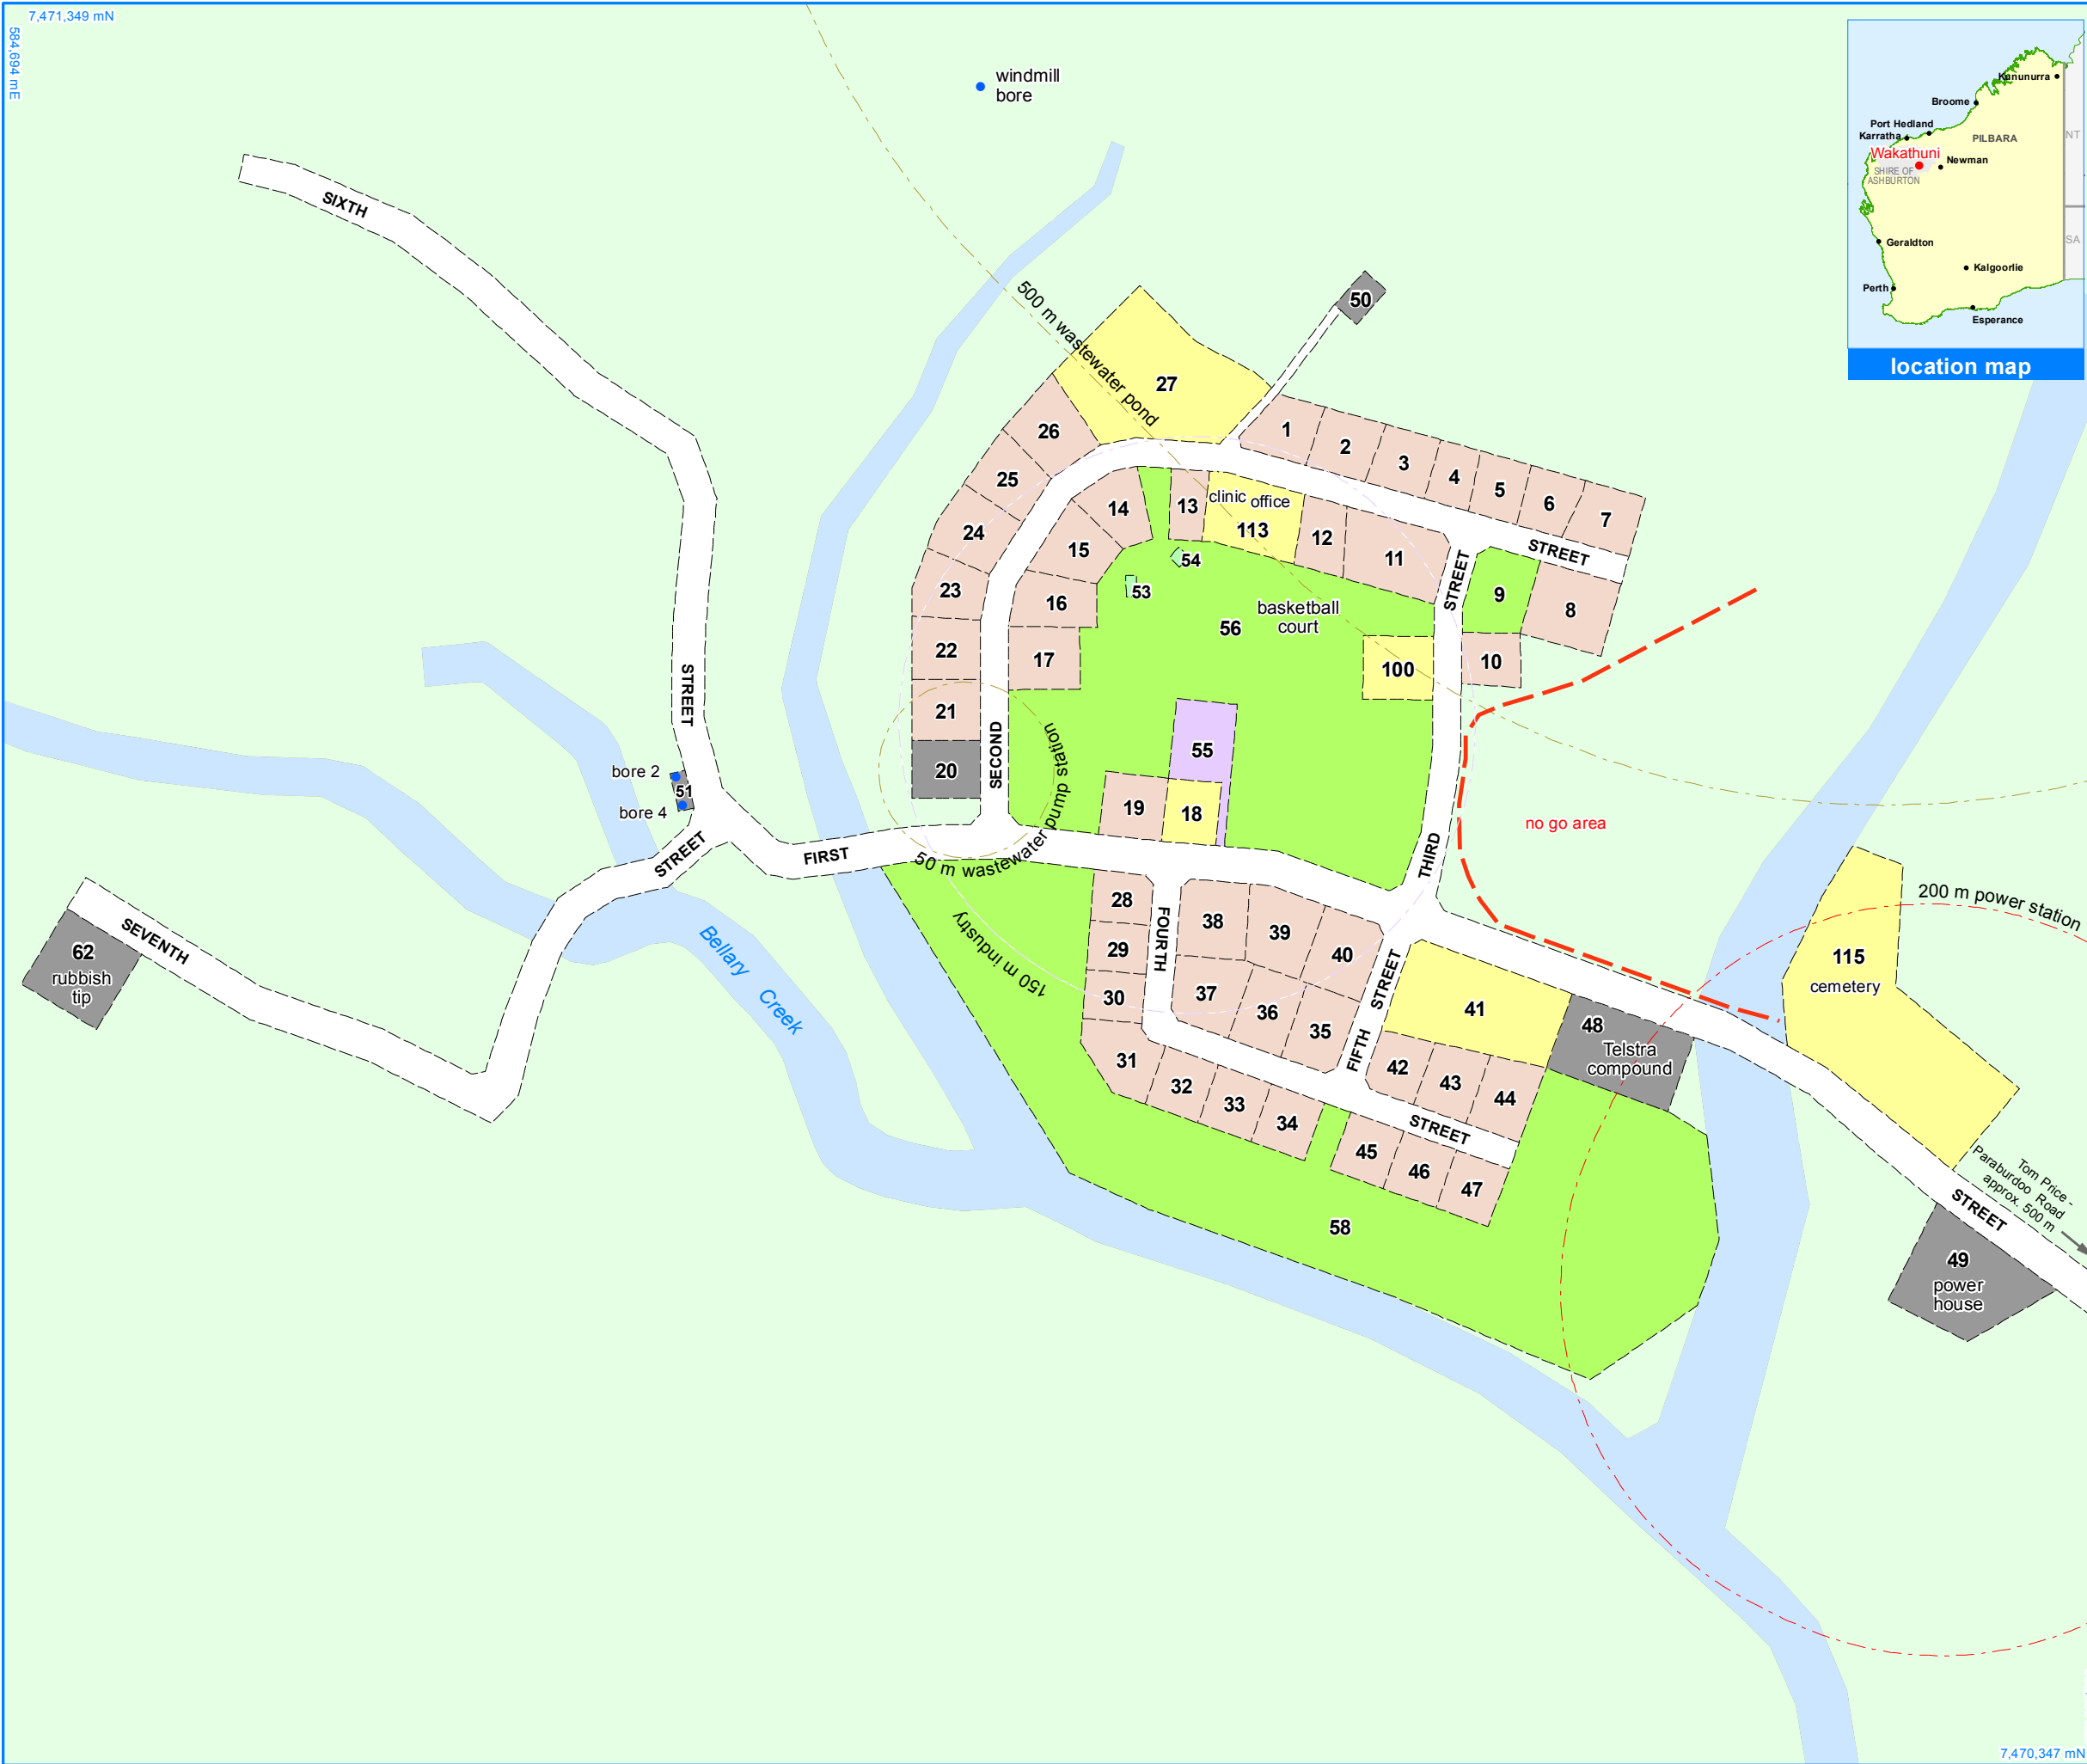 7,471,349 mN
584,694 mE
windmill
bore
Kununurra
Broome
Port Hedland
Karratha
PILBARA
NT
Wakathuni
Newman
SHIRE OF
ASHBURTON
SA
Geraldton
Kalgoorlie
Perth
Esperance
location map
SIXTH
STREET
500 m wastewater pond
50
27
26
25
24
23
22
21
20
1
2
3
4
5
6
7
STREET
14
13
clinic office
113
12
11
15
16
17
54
53
56
basketball
court
STREET
9
8
10
100
SECOND
50 m wastewater pump station
55
19
18
THIRD
no go area
bore 2
51
bore 4
STREET
FIRST
SEVENTH
62
rubbish
tip
Bellary Creek
150 m industry
28
29
30
31
32
33
34
FOURTH
38
39
40
37
36
35
STREET
FIFTH
41
42
43
44
STREET
45
46
47
48
Telstra
compound
58
200 m power station
115
cemetery
Tom Price -
Paraburdoo Road
approx. 500 m
STREET
49
power
house
7,470,347 mN